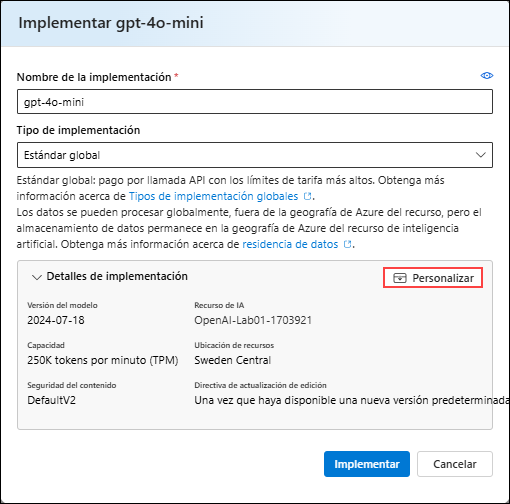 Implementar gpt-4o-mini
Nombre de la implementación *
gpt-4o-mini
Tipo de implementación
Estándar global
Estándar global: pago por llamada API con los límites de tarifa más altos. Obtenga más
información acerca de Tipos de implementación globales.
Los datos se pueden procesar globalmente, fuera de la geografía de Azure del recurso, pero el
almacenamiento de datos permanece en la geografía de Azure del recurso de inteligencia
artificial. Obtenga más información acerca de residencia de datos.
Detalles de implementación
Personalizar
Versión del modelo
2024-07-18
Recurso de IA
OpenAI-Lab01-1703921
Capacidad
250K tokens por minuto (TPM)
Ubicación de recursos
Sweden Central
Seguridad del contenido
DefaultV2
Directiva de actualización de edición
Una vez que haya disponible una nueva versión predeterminada
Implementar
Cancelar